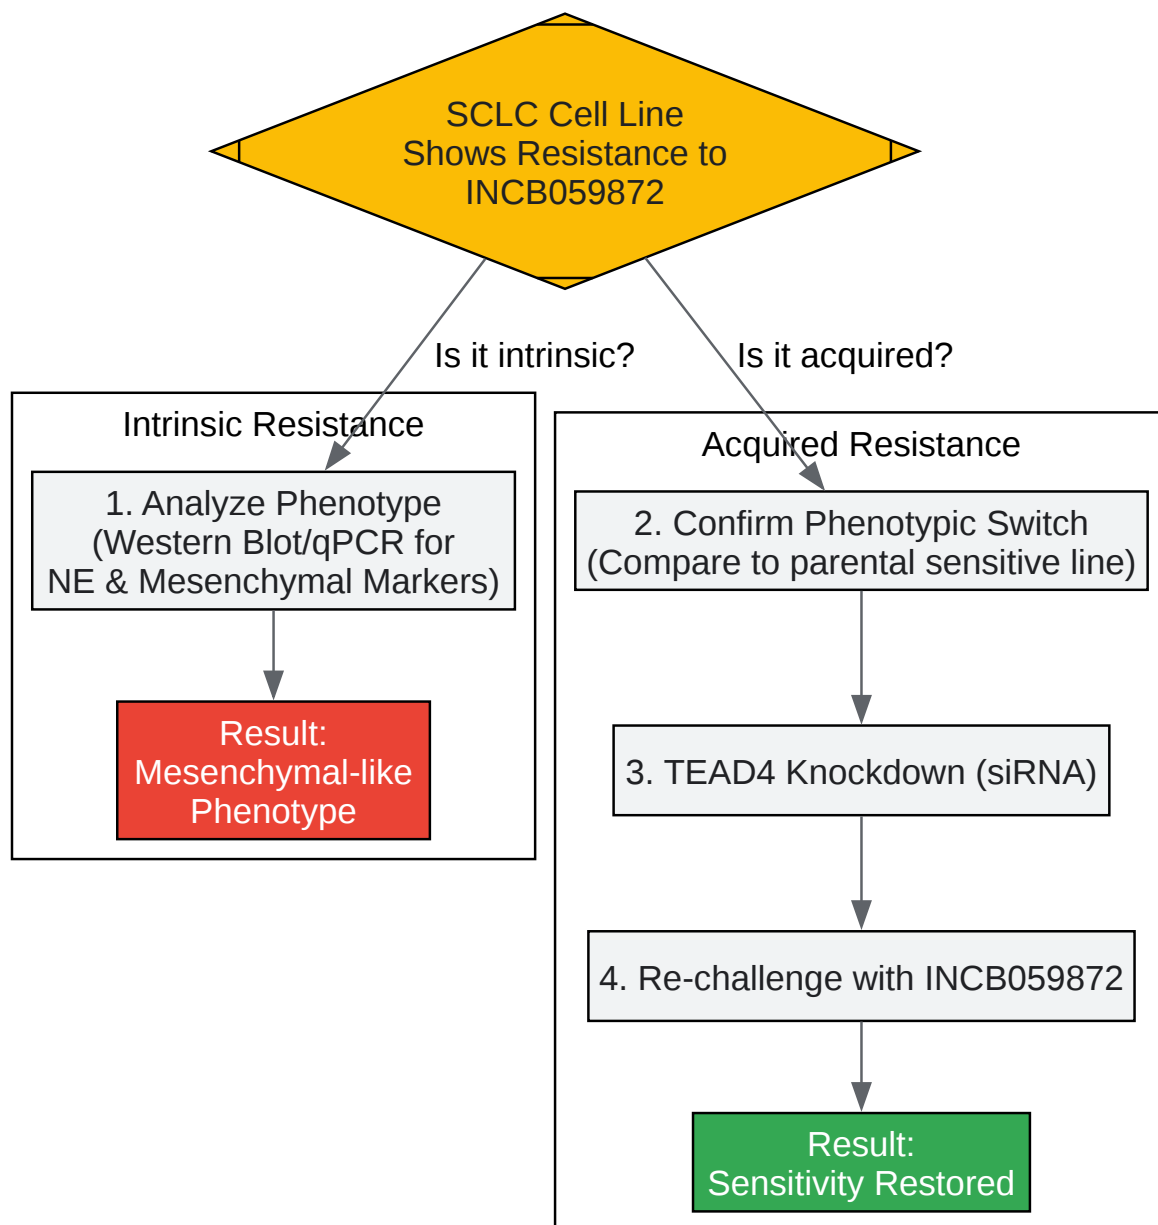 SCLC Cell Line
Shows Resistance to
INCB059872
Is it intrinsic?
Is it acquired?
Intrinsic Resistance
1. Analyze Phenotype
(Western Blot/qPCR for
NE & Mesenchymal Markers)
Result:
Mesenchymal-like
Phenotype
Acquired Resistance
2. Confirm Phenotypic Switch
(Compare to parental sensitive line)
3. TEAD4 Knockdown (siRNA)
4. Re-challenge with INCB059872
Result:
Sensitivity Restored